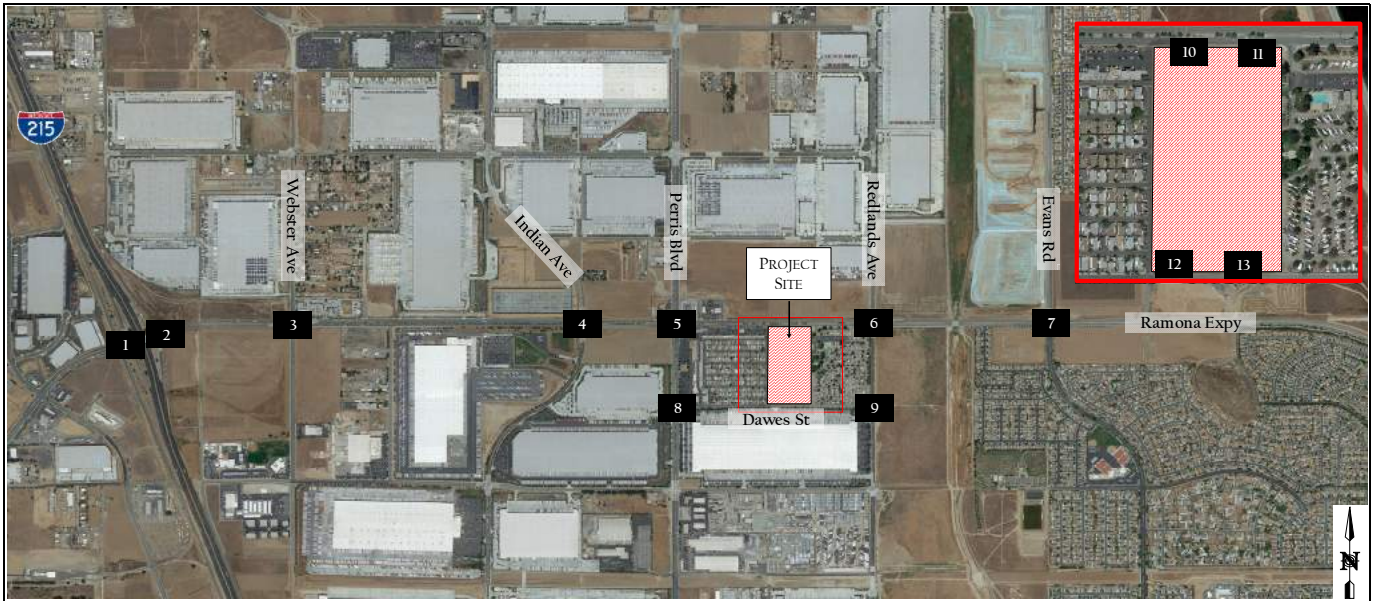 10
11
215
Webster Ave
Indian Ave
Perris Blvd
Redlands Ave
Evans Rd
12
13
PROJECT
SITE
1
2
3
4
5
6
7
Ramona Expy
8
9
Dawes St
N